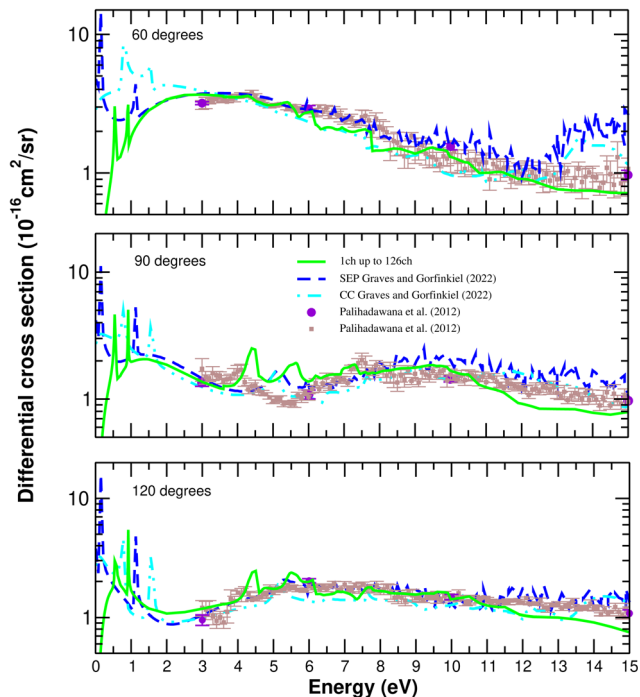 60 degrees
10
1
90 degrees
1ch up to 126ch
SEP Graves and Gorfinkiel (2022)
CC Graves and Gorfinkiel (2022)
Palihadawana et al. (2012)
Palihadawana et al. (2012)
10
1
120 degrees
10
1
0 1 2 3 4 5 6 7 8 9 10 11 12 13 14 15
Energy (eV)
Differential cross section (10⁻¹⁶cm²/sr)